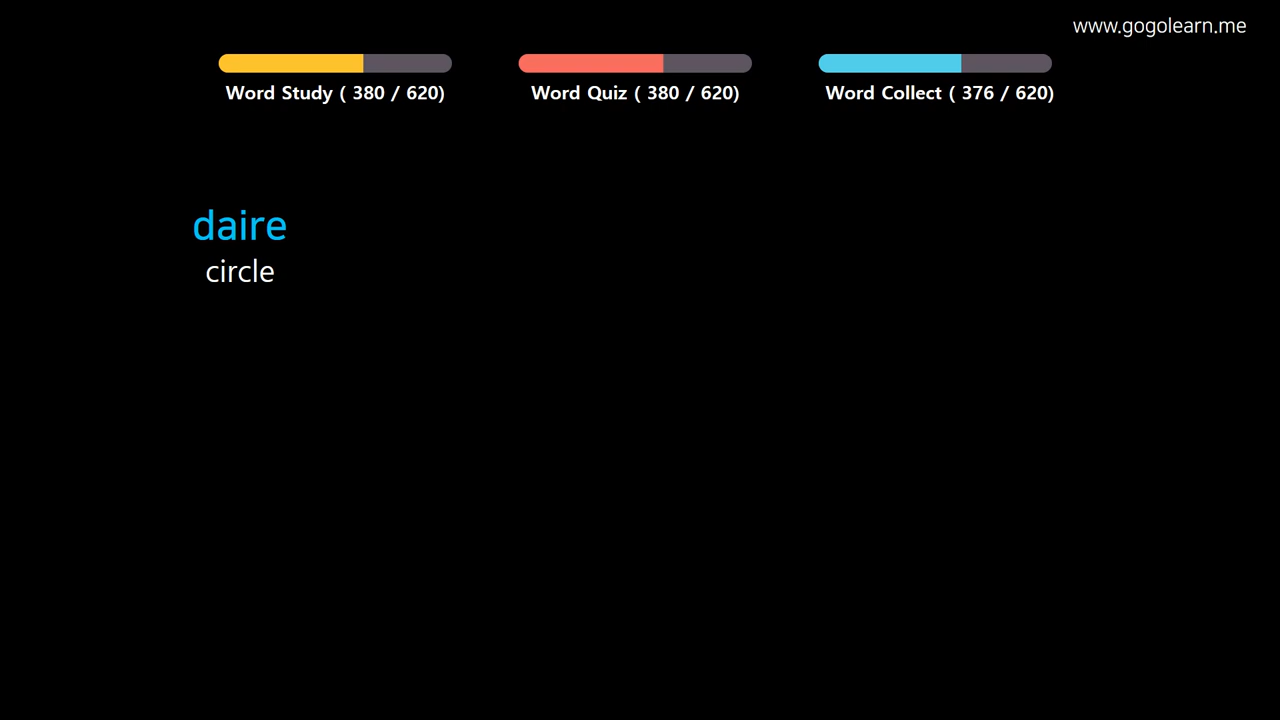 www.gogolearn.me
Word Study ( 380 / 620)
Word Quiz ( 380 / 620)
Word Collect ( 376 / 620)
daire
circle